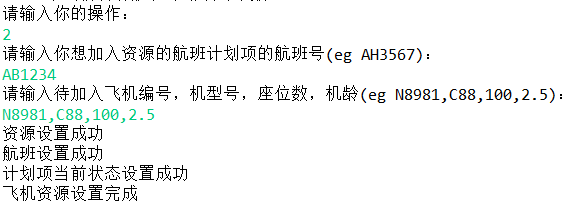 请输入你的操作：
2
请输入你想加入资源的航班计划项的航班号(eg AH3567)：
AB1234
请输入待加入飞机编号，机型号，座位数，机龄(eg N8981,C88,100,2.5)：
N8981,C88,100,2.5
资源设置成功
航班设置成功
计划项当前状态设置成功
飞机资源设置完成